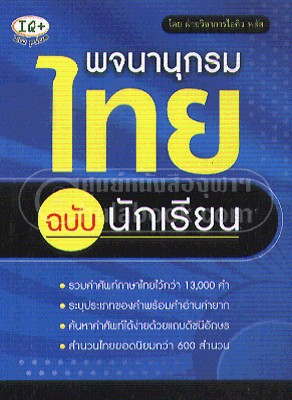 IQ+
โดย ฝ่ายวิชาการไอคิว พลัส
พจนานุกรม
ไทย
ฉบับ นักเรียน
• รวมคำศัพท์ภาษาไทยไว้กว่า 13,000 คำ
• ระบุประเภทของคำพร้อมคำอ่านคำยาก
• ค้นหาคำศัพท์ได้ง่ายด้วยแถบดัชนีอักษร
• สำนวนไทยยอดนิยมกว่า 600 สำนวน